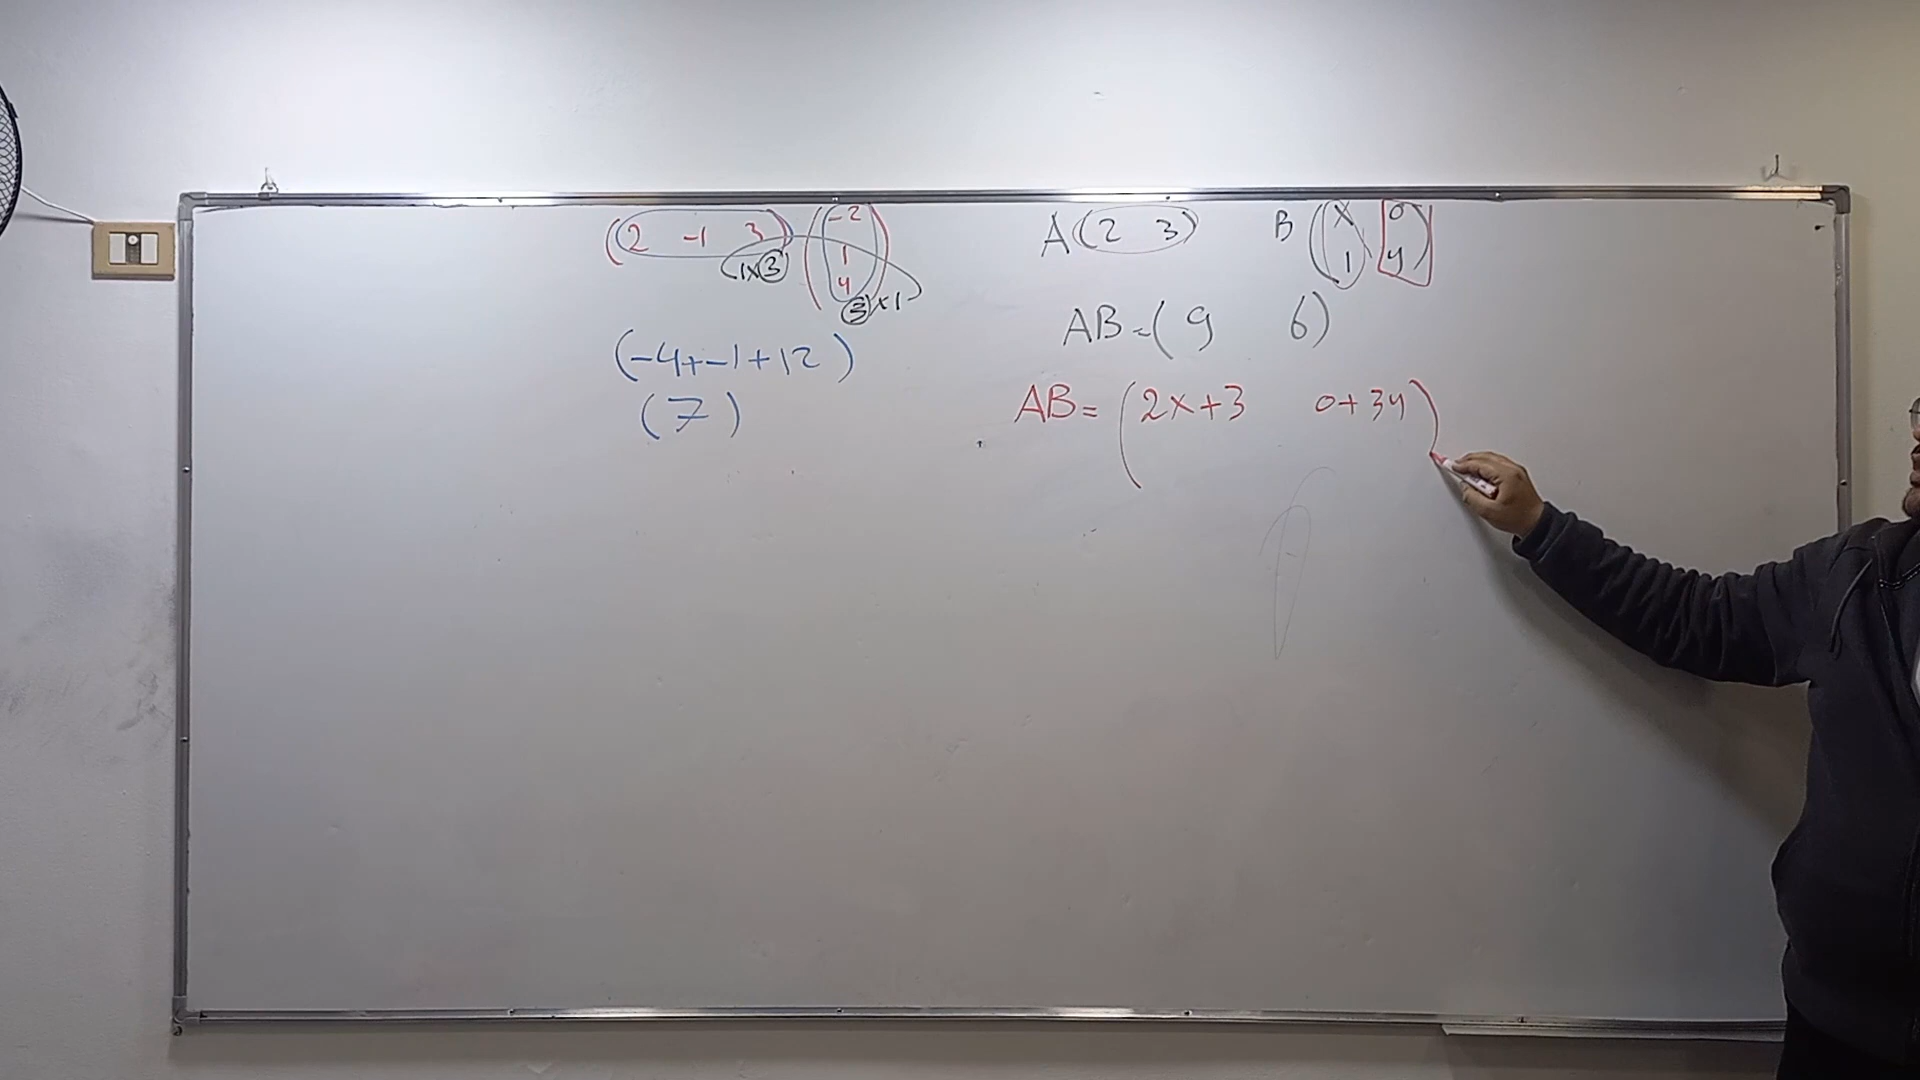 (2 -1 3) (-2
1
4)
1×3 3×1
(-4+-1+12)
(7)
A(2 3) B(x 0
1 y)
AB=(9 6)
AB=(2x+3 0+3y)